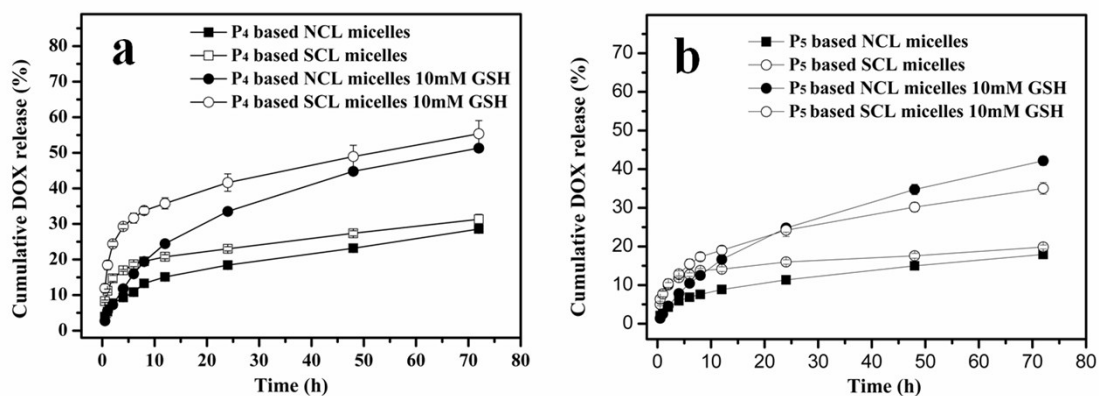 a
P4 based NCL micelles
P4 based SCL micelles
P4 based NCL micelles 10mM GSH
P4 based SCL micelles 10mM GSH
Cumulative DOX release (%)
80
70
60
50
40
30
20
10
0
0 10 20 30 40 50 60 70 80
Time (h)
b
P5 based NCL micelles
P5 based SCL micelles
P5 based NCL micelles 10mM GSH
P5 based SCL micelles 10mM GSH
Cumulative DOX release (%)
70
60
50
40
30
20
10
0
0 10 20 30 40 50 60 70 80
Time (h)